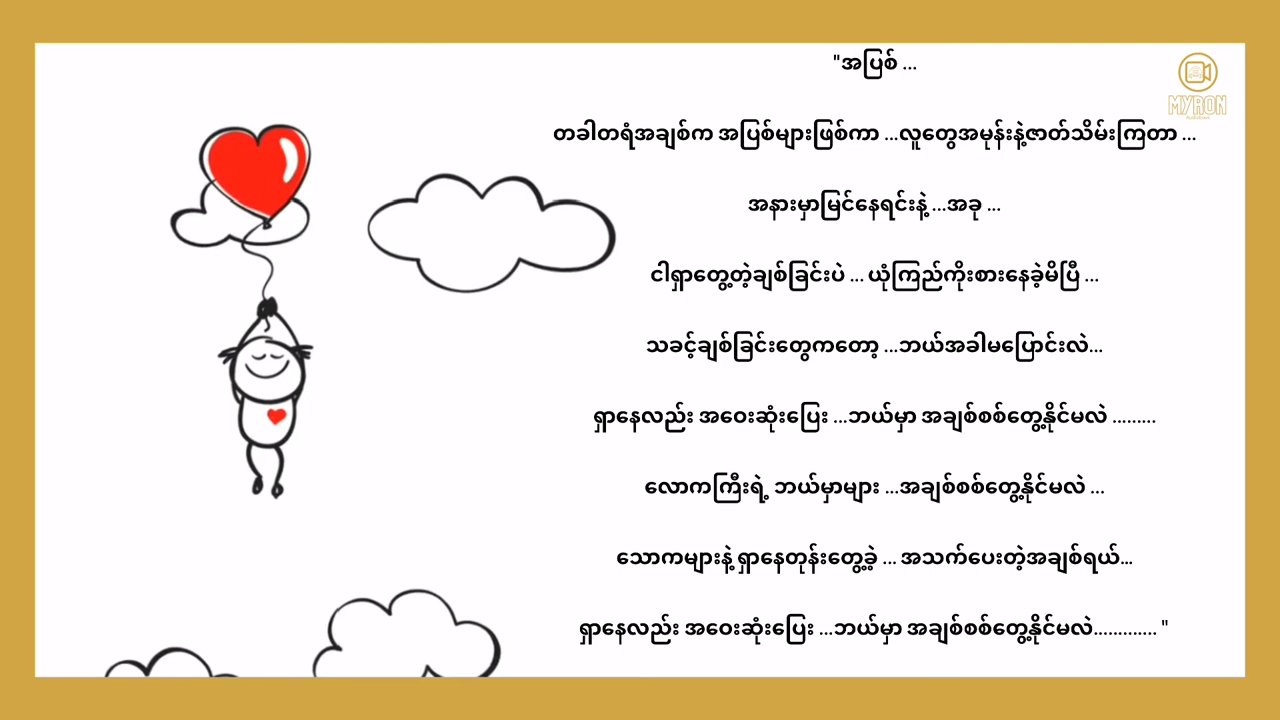 "အပြစ် ...
MYRON
တခါတရံအချစ်က အပြစ်များဖြစ်ကာ ...လူတွေအမုန်းနဲ့ဇာတ်သိမ်းကြတာ ...
အနားမှာမြင်နေရင်းနဲ့ ...အခု ...
ငါရှာတွေ့တဲ့ချစ်ခြင်းပဲ ... ယုံကြည်ကိုးစားနေခဲ့မိပြီ ...
သခင့်ချစ်ခြင်းတွေကတော့ ...ဘယ်အခါမပြောင်းလဲ...
ရှာနေလည်း အဝေးဆုံးပြေး ...ဘယ်မှာ အချစ်စစ်တွေ့နိုင်မလဲ .........
လောကကြီးရဲ့ ဘယ်မှာများ ...အချစ်စစ်တွေ့နိုင်မလဲ ...
သောကများနဲ့ ရှာနေတုန်းတွေ့ခဲ့ ... အသက်ပေးတဲ့အချစ်ရယ်...
ရှာနေလည်း အဝေးဆုံးပြေး ...ဘယ်မှာ အချစ်စစ်တွေ့နိုင်မလဲ............. "